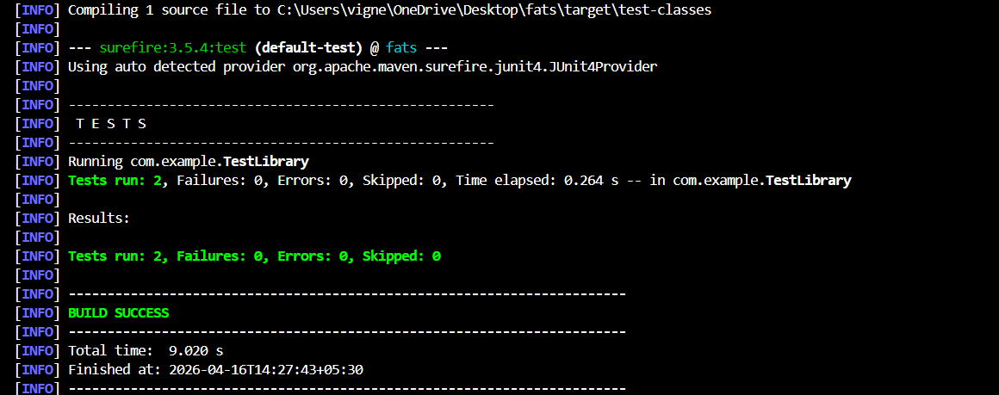 [INFO] Compiling 1 source file to C:\Users\vigne\OneDrive\Desktop\fats\target\test-classes
[INFO]
[INFO] --- surefire:3.5.4:test (default-test) @ fats ---
[INFO] Using auto detected provider org.apache.maven.surefire.junit4.JUnit4Provider
[INFO]
[INFO] -------------------------------------------------------
[INFO]  T E S T S
[INFO] -------------------------------------------------------
[INFO] Running com.example.TestLibrary
[INFO] Tests run: 2, Failures: 0, Errors: 0, Skipped: 0, Time elapsed: 0.264 s -- in com.example.TestLibrary
[INFO]
[INFO] Results:
[INFO]
[INFO] Tests run: 2, Failures: 0, Errors: 0, Skipped: 0
[INFO]
[INFO] ------------------------------------------------------------------------
[INFO] BUILD SUCCESS
[INFO] ------------------------------------------------------------------------
[INFO] Total time:  9.020 s
[INFO] Finished at: 2026-04-16T14:27:43+05:30
[INFO] ------------------------------------------------------------------------